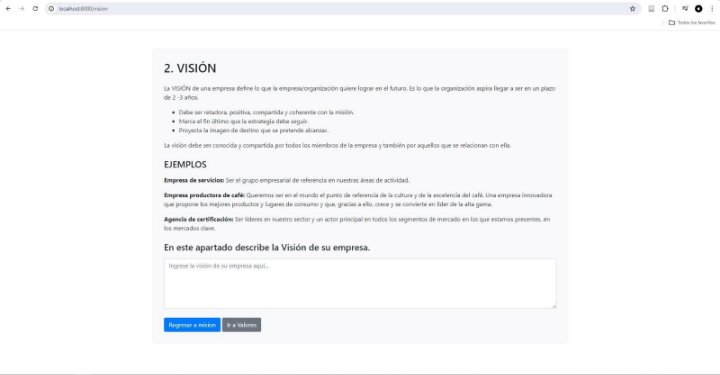 localhost:8000/vision
Todos los favoritos
2. VISIÓN
La VISIÓN de una empresa define lo que la empresa/organización quiere lograr en el futuro. Es lo que la organización aspira llegar a ser en un plazo
de 2 -3 años.
• Debe ser retadora, positiva, compartida y coherente con la misión.
• Marca el fin último que la estrategia debe seguir.
• Proyecta la imagen de destino que se pretende alcanzar.
La visión debe ser conocida y compartida por todos los miembros de la empresa y también por aquellos que se relacionan con ella.
EJEMPLOS
Empresa de servicios: Ser el grupo empresarial de referencia en nuestras áreas de actividad.
Empresa productora de café: Queremos ser en el mundo el punto de referencia de la cultura y de la excelencia del café. Una empresa innovadora
que propone los mejores productos y lugares de consumo y que, gracias a ello, crece y se convierte en líder de la alta gama.
Agencia de certificación: Ser líderes en nuestro sector y un actor principal en todos los segmentos de mercado en los que estamos presentes, en
los mercados clave.
En este apartado describe la Visión de su empresa.
Ingrese la visión de su empresa aquí...
Regresar a mision
Ir a Valores